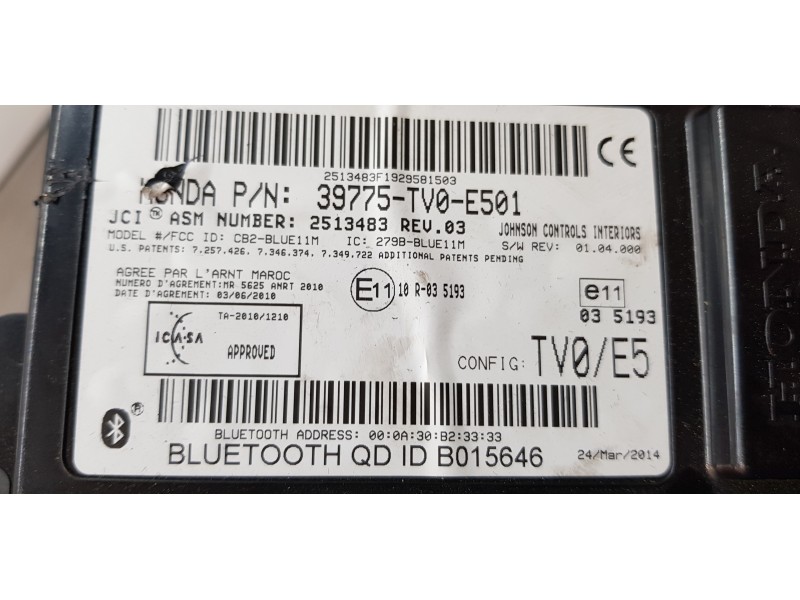 2513483F1929581503
CE
HONDA P/N: 39775-TV0-E501
JCI TM ASM NUMBER: 2513483 REV.03
JOHNSON CONTROLS INTERIORS
MODEL #/FCC ID: CB2-BLUE11M IC: 279B-BLUE11M S/W REV: 01.04.000
U.S. PATENTS: 7.257.426. 7.346.374. 7.349.722 ADDITIONAL PATENTS PENDING
AGREE PAR L'ARNT MAROC
NUMERO D'AGREMENT:MR 5625 ANRT 2010
DATE D'AGREMENT: 03/06/2010
E11 10 R-03 5193
e11
03 5193
TA-2010/1210
ICASA
APPROVED
CONFIG: TV0/E5
R
BLUETOOTH ADDRESS: 00:0A:30:B2:33:33
BLUETOOTH QD ID B015646
24/Mar/2014
HONDA